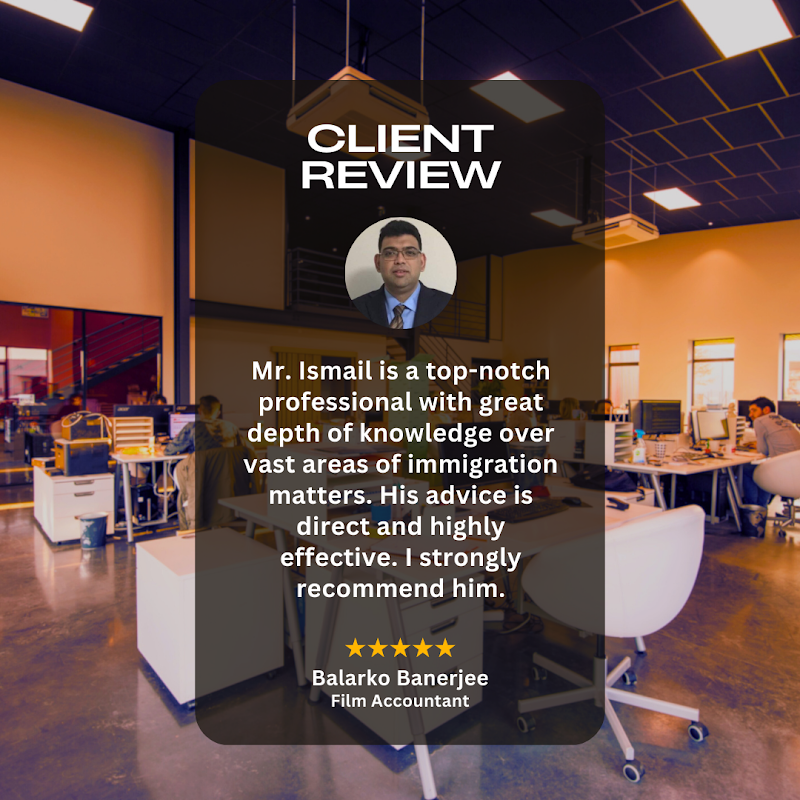 CLIENT
REVIEW
Mr. Ismail is a top-notch
professional with great
depth of knowledge over
vast areas of immigration
matters. His advice is
direct and highly
effective. I strongly
recommend him.
Balarko Banerjee
Film Accountant